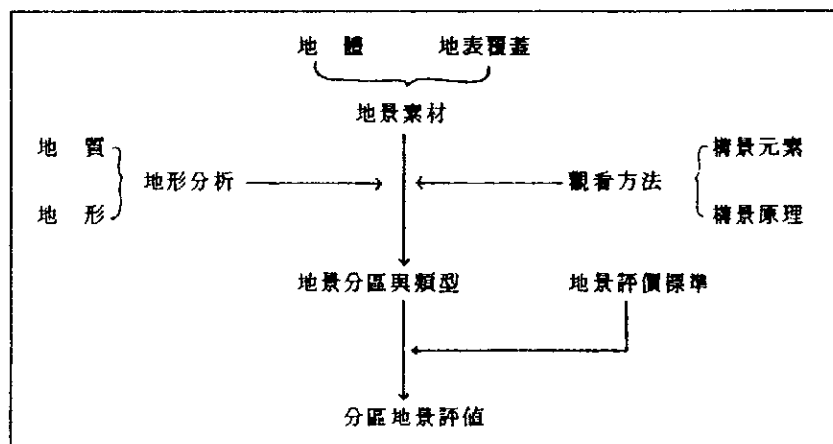 地 體 地表覆蓋
地景素材
地 質 構景元素
地形分析 觀看方法
地 形 構景原理
地景分區與類型 地景評價標準
分區地景評值